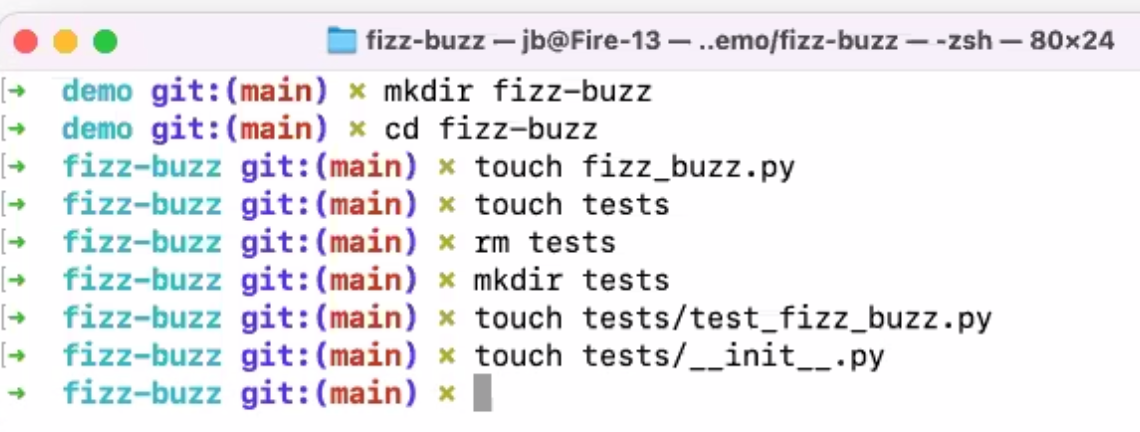 fizz-buzz — jb@Fire-13 — ..emo/fizz-buzz — -zsh — 80×24
[➜  demo git:(main) ✗ mkdir fizz-buzz
[➜  demo git:(main) ✗ cd fizz-buzz
[➜  fizz-buzz git:(main) ✗ touch fizz_buzz.py
[➜  fizz-buzz git:(main) ✗ touch tests
[➜  fizz-buzz git:(main) ✗ rm tests
[➜  fizz-buzz git:(main) ✗ mkdir tests
[➜  fizz-buzz git:(main) ✗ touch tests/test_fizz_buzz.py
[➜  fizz-buzz git:(main) ✗ touch tests/__init__.py
➜  fizz-buzz git:(main) ✗